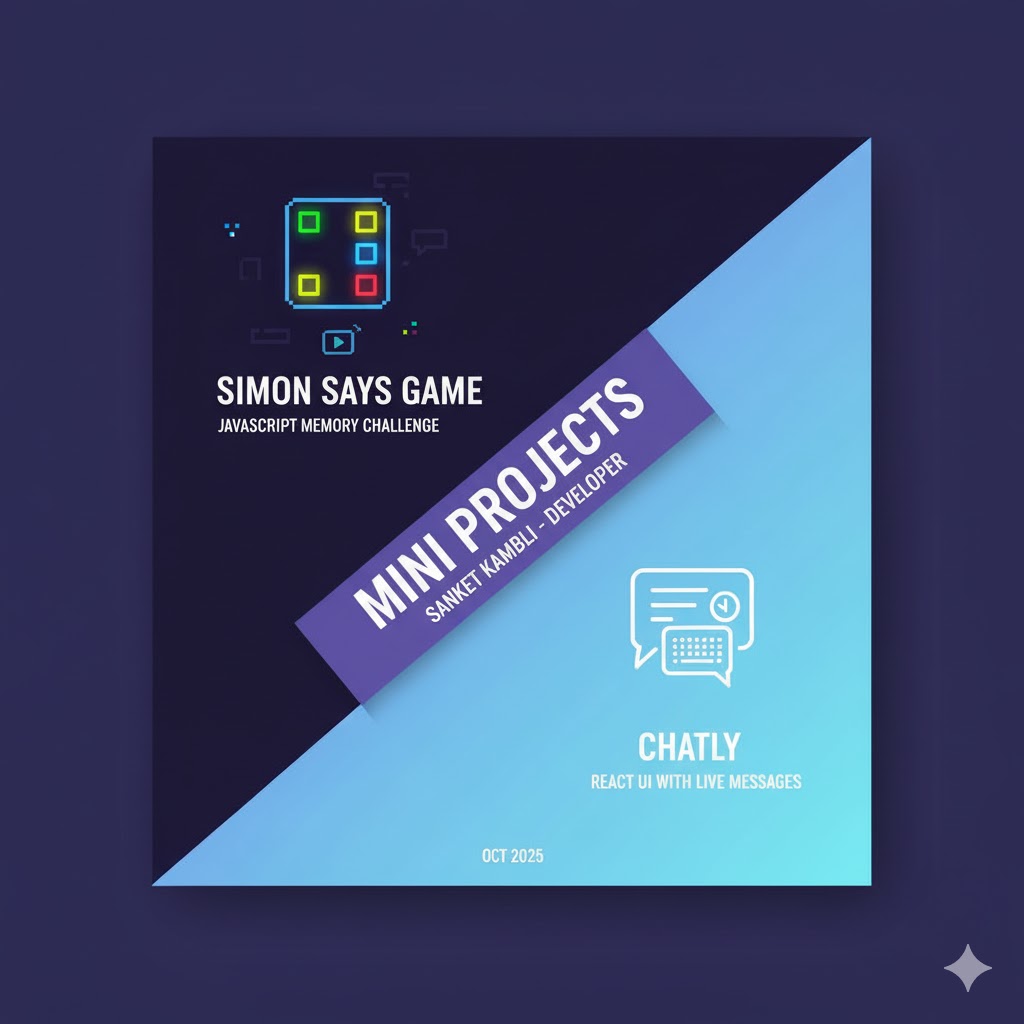 SIMON SAYS GAME
JAVASCRIPT MEMORY CHALLENGE
MINI PROJECTS
SANKET KAMBLI - DEVELOPER
CHATLY
REACT UI WITH LIVE MESSAGES
OCT 2025